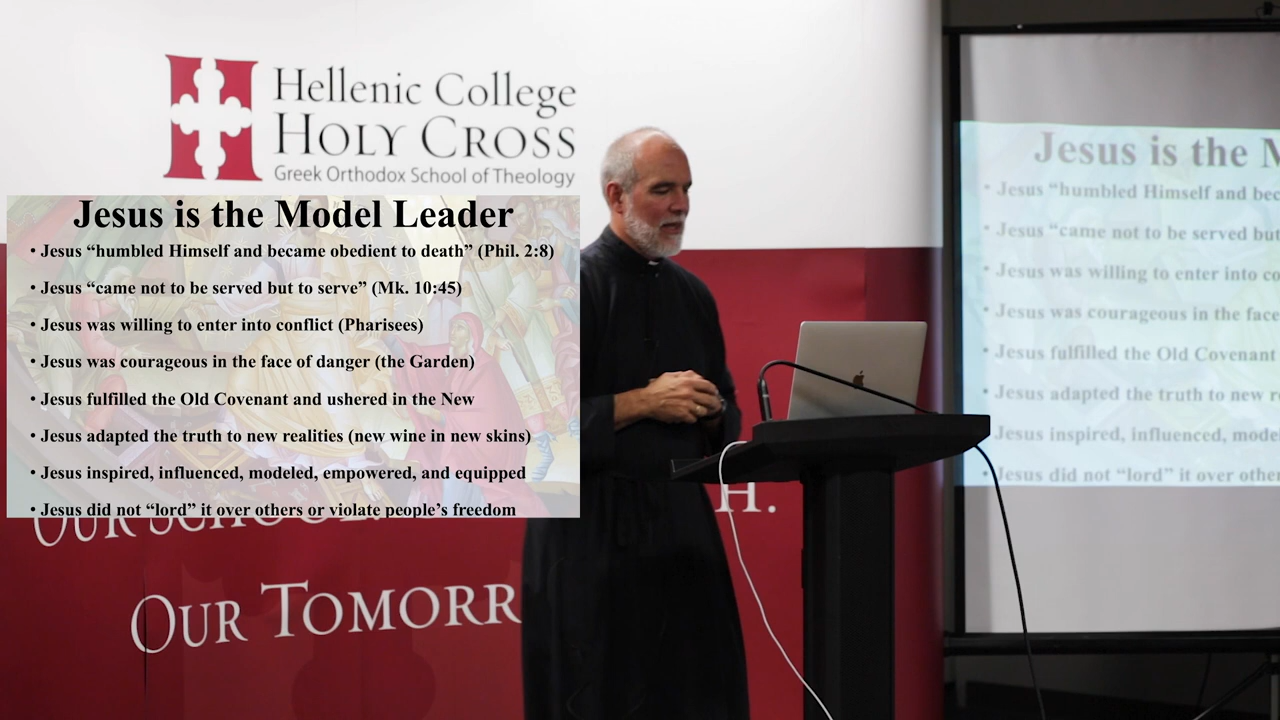 Hellenic College
HOLY CROSS
Greek Orthodox School of Theology
Jesus is the Model Leader
• Jesus “humbled Himself and became obedient to death” (Phil. 2:8)
• Jesus “came not to be served but to serve” (Mk. 10:45)
• Jesus was willing to enter into conflict (Pharisees)
• Jesus was courageous in the face of danger (the Garden)
• Jesus fulfilled the Old Covenant and ushered in the New
• Jesus adapted the truth to new realities (new wine in new skins)
• Jesus inspired, influenced, modeled, empowered, and equipped
• Jesus did not “lord” it over others or violate people’s freedom
OUR SCHOOL.
H.
OUR TOMORR
Jesus is the M
• Jesus “humbled Himself and bec
• Jesus “came not to be served but
• Jesus was willing to enter into co
• Jesus was courageous in the face
• Jesus fulfilled the Old Covenant
• Jesus adapted the truth to new r
• Jesus inspired, influenced, mode
• Jesus did not “lord” it over othe